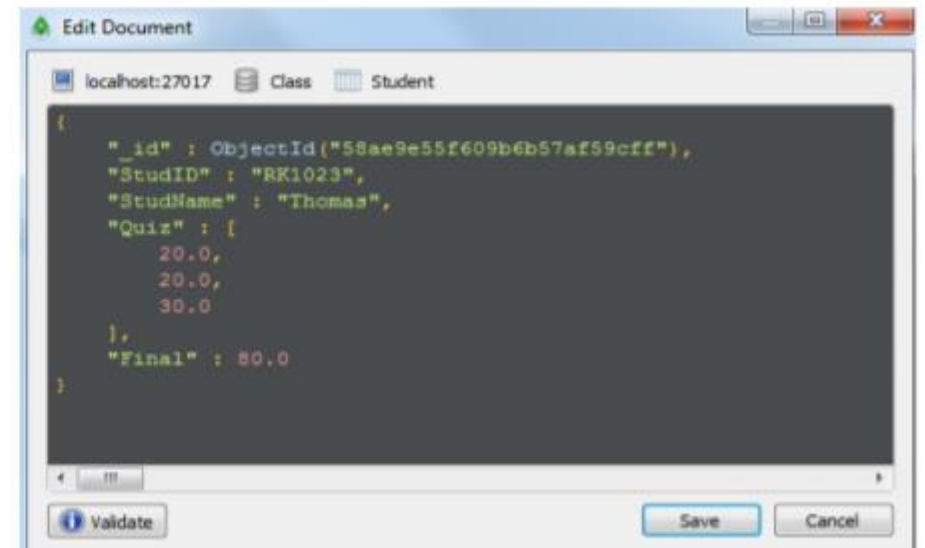 Edit Document
localhost:27017 Class Student
{
"_id" : ObjectId("58ae9e55f609b6b57af59cff"),
"StudID" : "RK1023",
"StudName" : "Thomas",
"Quiz" : [
20.0,
20.0,
30.0
],
"Final" : 80.0
}
Validate Save Cancel